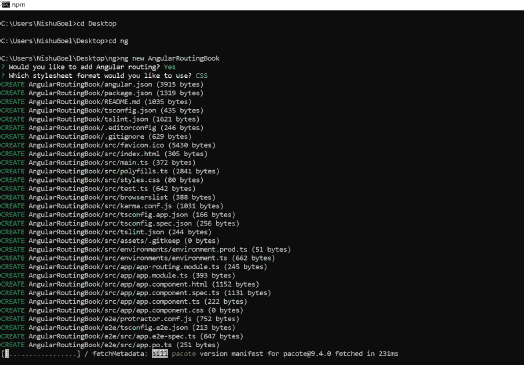 npm
C:\Users\NishuGoel>cd Desktop
C:\Users\NishuGoel\Desktop>cd ng
C:\Users\NishuGoel\Desktop\ng>ng new AngularRoutingBook
? Would you like to add Angular routing? Yes
? Which stylesheet format would you like to use? CSS
CREATE AngularRoutingBook/angular.json (3915 bytes)
CREATE AngularRoutingBook/package.json (1319 bytes)
CREATE AngularRoutingBook/README.md (1035 bytes)
CREATE AngularRoutingBook/tsconfig.json (435 bytes)
CREATE AngularRoutingBook/tslint.json (1621 bytes)
CREATE AngularRoutingBook/.editorconfig (246 bytes)
CREATE AngularRoutingBook/.gitignore (629 bytes)
CREATE AngularRoutingBook/src/favicon.ico (5430 bytes)
CREATE AngularRoutingBook/src/index.html (305 bytes)
CREATE AngularRoutingBook/src/main.ts (372 bytes)
CREATE AngularRoutingBook/src/polyfills.ts (2841 bytes)
CREATE AngularRoutingBook/src/styles.css (80 bytes)
CREATE AngularRoutingBook/src/test.ts (642 bytes)
CREATE AngularRoutingBook/src/browserslist (388 bytes)
CREATE AngularRoutingBook/src/karma.conf.js (1031 bytes)
CREATE AngularRoutingBook/src/tsconfig.app.json (166 bytes)
CREATE AngularRoutingBook/src/tsconfig.spec.json (256 bytes)
CREATE AngularRoutingBook/src/tslint.json (244 bytes)
CREATE AngularRoutingBook/src/assets/.gitkeep (0 bytes)
CREATE AngularRoutingBook/src/environments/environment.prod.ts (51 bytes)
CREATE AngularRoutingBook/src/environments/environment.ts (662 bytes)
CREATE AngularRoutingBook/src/app/app-routing.module.ts (245 bytes)
CREATE AngularRoutingBook/src/app/app.module.ts (393 bytes)
CREATE AngularRoutingBook/src/app/app.component.html (1152 bytes)
CREATE AngularRoutingBook/src/app/app.component.spec.ts (1131 bytes)
CREATE AngularRoutingBook/src/app/app.component.ts (222 bytes)
CREATE AngularRoutingBook/src/app/app.component.css (0 bytes)
CREATE AngularRoutingBook/e2e/protractor.conf.js (752 bytes)
CREATE AngularRoutingBook/e2e/tsconfig.e2e.json (213 bytes)
CREATE AngularRoutingBook/e2e/src/app.e2e-spec.ts (647 bytes)
CREATE AngularRoutingBook/e2e/src/app.po.ts (251 bytes)
[ ................] / fetchMetadata: sill pacote version manifest for pacote@9.4.0 fetched in 231ms